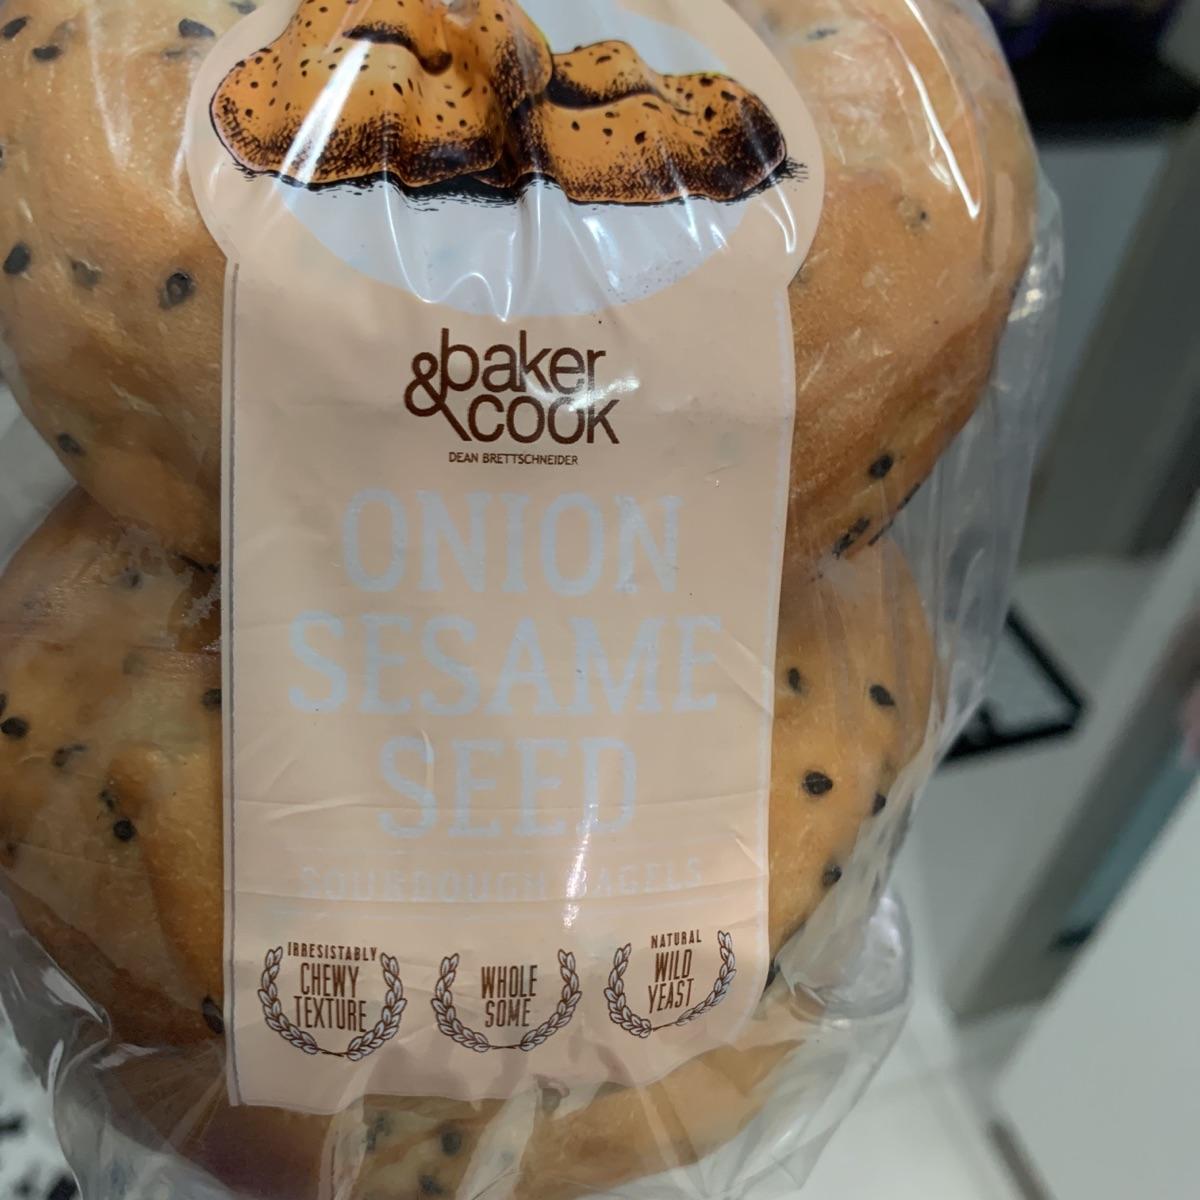 baker
&cook
DEAN BRETTSCHNEIDER
ONION
SESAME
SEED
SOURDOUGH BAGELS
IRRESISTABLY
CHEWY
TEXTURE
WHOLE
SOME
NATURAL
WILD
YEAST